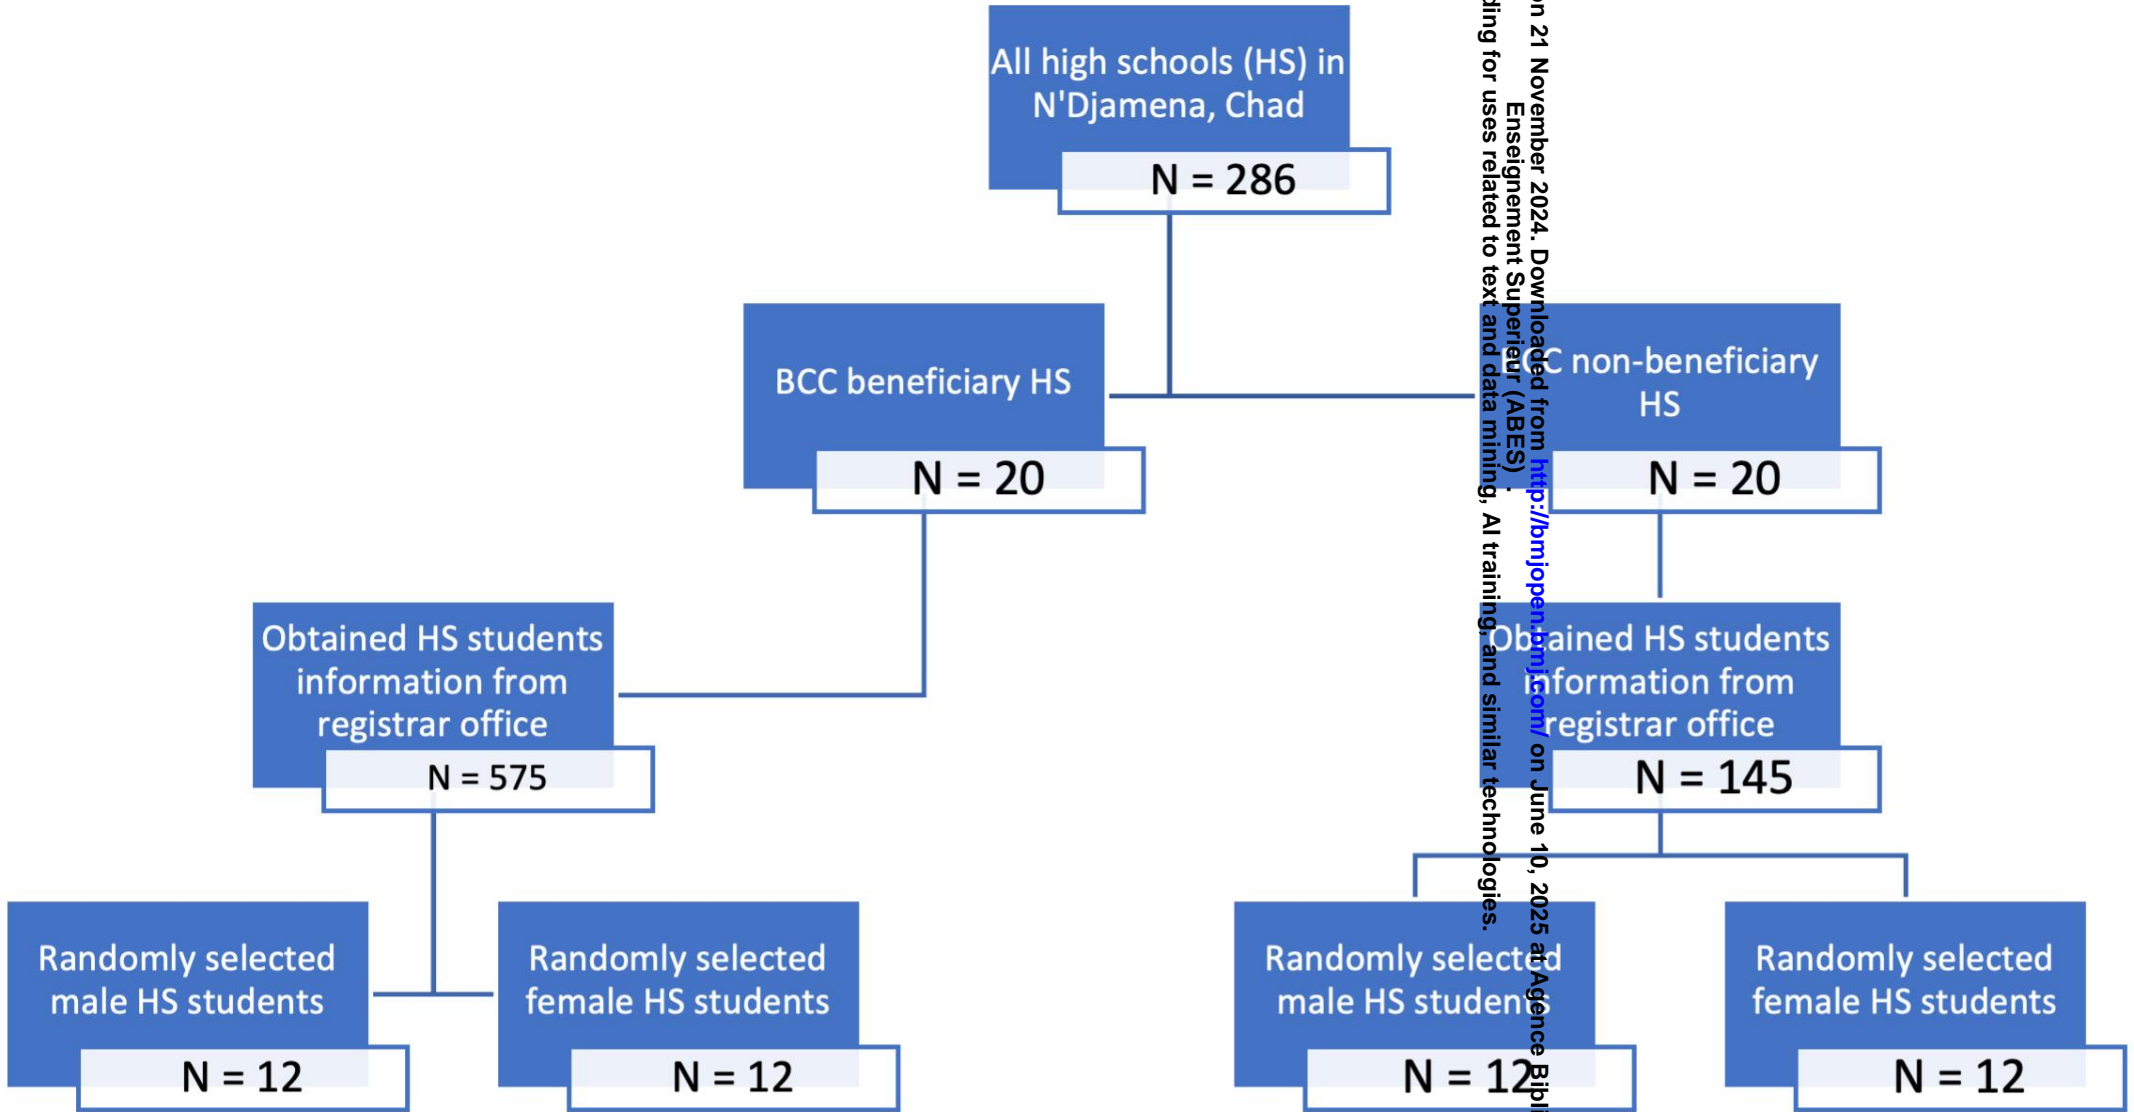 All high schools (HS) in
N'Djamena, Chad
N = 286
BCC beneficiary HS
N = 20
non-beneficiary
HS
N = 20
Obtained HS students
information from
registrar office
N = 575
Obtained HS students
information from
registrar office
N = 145
Randomly selected
male HS students
N = 12
Randomly selected
female HS students
N = 12
Randomly selected
male HS students
N = 12
Randomly selected
female HS students
N = 12
21 November 2024. Downloaded from http://bmjopen.bmj.com/ on June 10, 2025 at Agence
Enseignement Superieur (ABES) .
for uses related to text and data mining, AI training, and similar technologies.